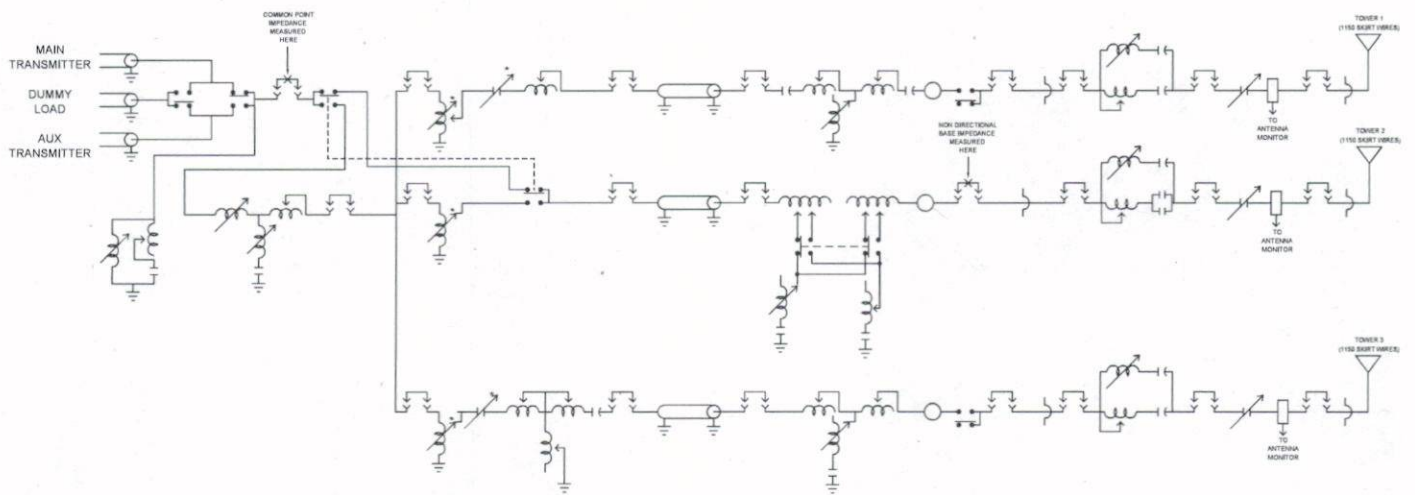 COMMON POINT
IMPEDANCE
MEASURED
HERE
MAIN
TRANSMITTER
DUMMY
LOAD
AUX
TRANSMITTER
TOWER 1
(1150 SKIRT WIRES)
TO
ANTENNA
MONITOR
NON DIRECTIONAL
BASE IMPEDANCE
MEASURED
HERE
TOWER 2
(1150 SKIRT WIRES)
TO
ANTENNA
MONITOR
TOWER 3
(1150 SKIRT WIRES)
TO
ANTENNA
MONITOR